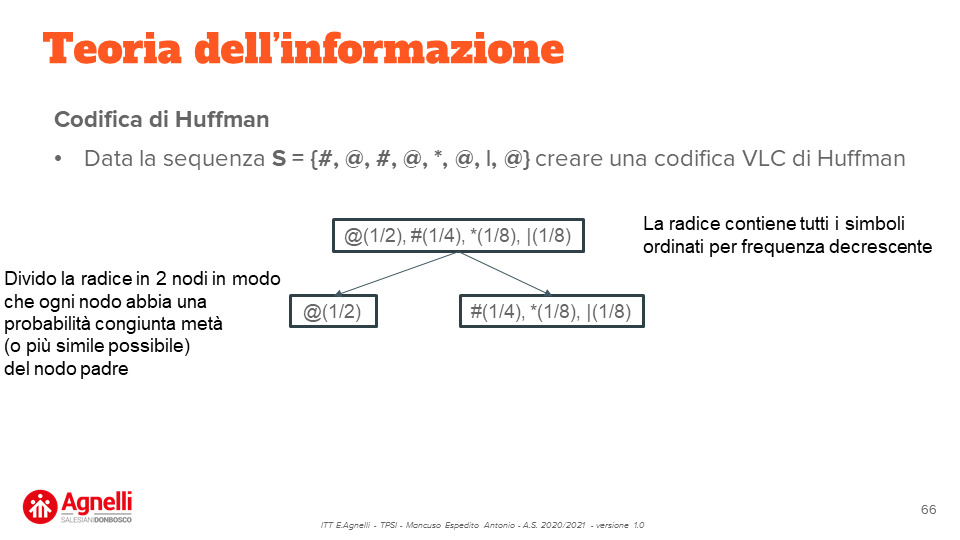 Teoria dell'informazione
Codifica di Huffman
• Data la sequenza S = {#, @, #, @, *, @, |, @} creare una codifica VLC di Huffman
@(1/2), #(1/4), *(1/8), |(1/8)
La radice contiene tutti i simboli
ordinati per frequenza decrescente
Divido la radice in 2 nodi in modo
che ogni nodo abbia una
probabilità congiunta metà
(o più simile possibile)
del nodo padre
@(1/2)
#(1/4), *(1/8), |(1/8)
Agnelli
SALESIANI DONBOSCO
ITT E.Agnelli - TPSI - Mancuso Espedito Antonio - A.S. 2020/2021 - versione 1.0
66